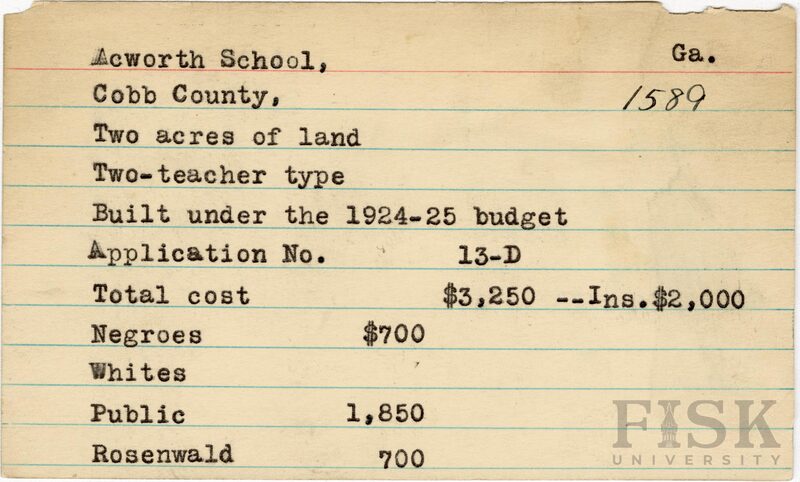 Acworth School, Ga.
Cobb County, 1589
Two acres of land
Two-teacher type
Built under the 1924-25 budget
Application No. 13-D
Total cost $3,250 --Ins.$2,000
Negroes $700
Whites
Public 1,850
Rosenwald 700
FISK
UNIVERSITY